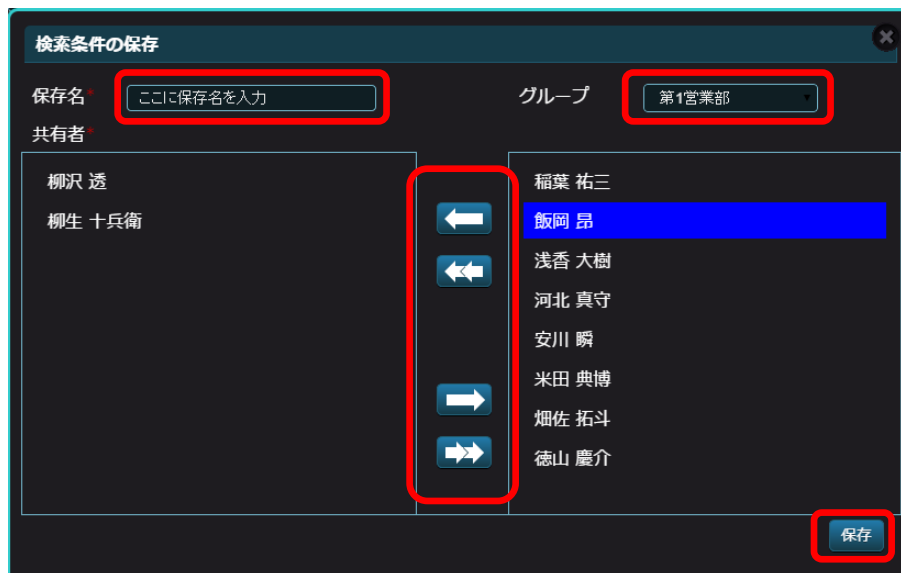 検索条件の保存
保存名* ここに保存名を入力 グループ 第1営業部
共有者*
柳沢 透
柳生 十兵衛
稲葉 祐三
飯岡 昂
浅香 大樹
河北 真守
安川 瞬
米田 典博
畑佐 拓斗
徳山 慶介
保存